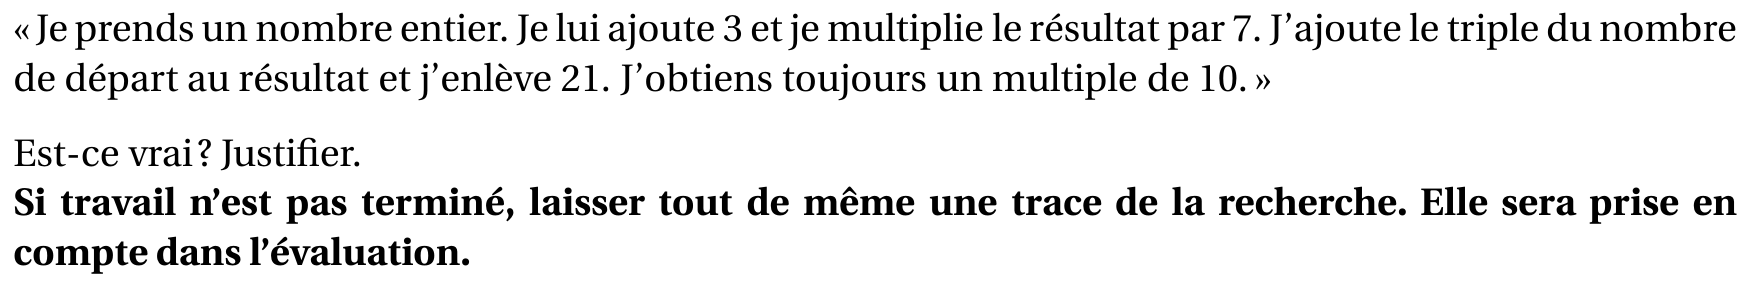 « Je prends un nombre entier. Je lui ajoute 3 et je multiplie le résultat par 7. J’ajoute le triple du nombre
de départ au résultat et j’enlève 21. J’obtiens toujours un multiple de 10. »
Est-ce vrai ? Justifier.
Si travail n’est pas terminé, laisser tout de même une trace de la recherche. Elle sera prise en
compte dans l’évaluation.